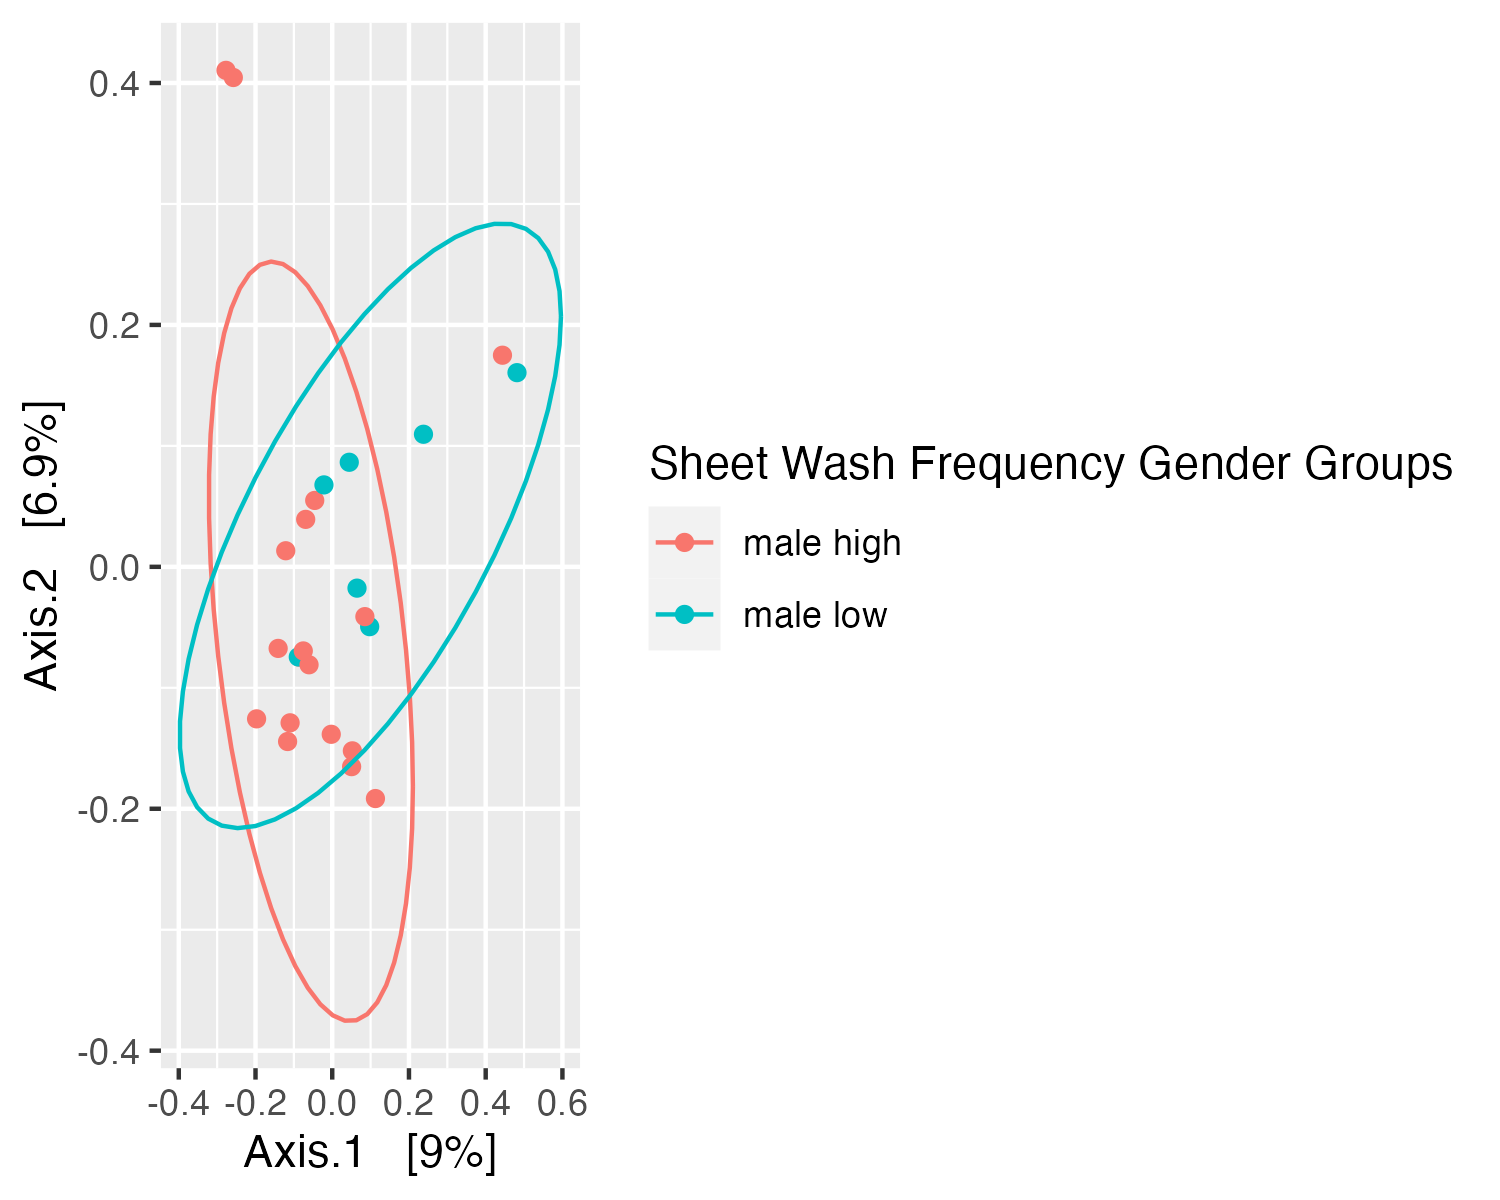 0.4
0.2
0.0
-0.2
-0.4
Axis.2 [6.9%]
-0.4 -0.2 0.0 0.2 0.4 0.6
Axis.1 [9%]
Sheet Wash Frequency Gender Groups
male high
male low